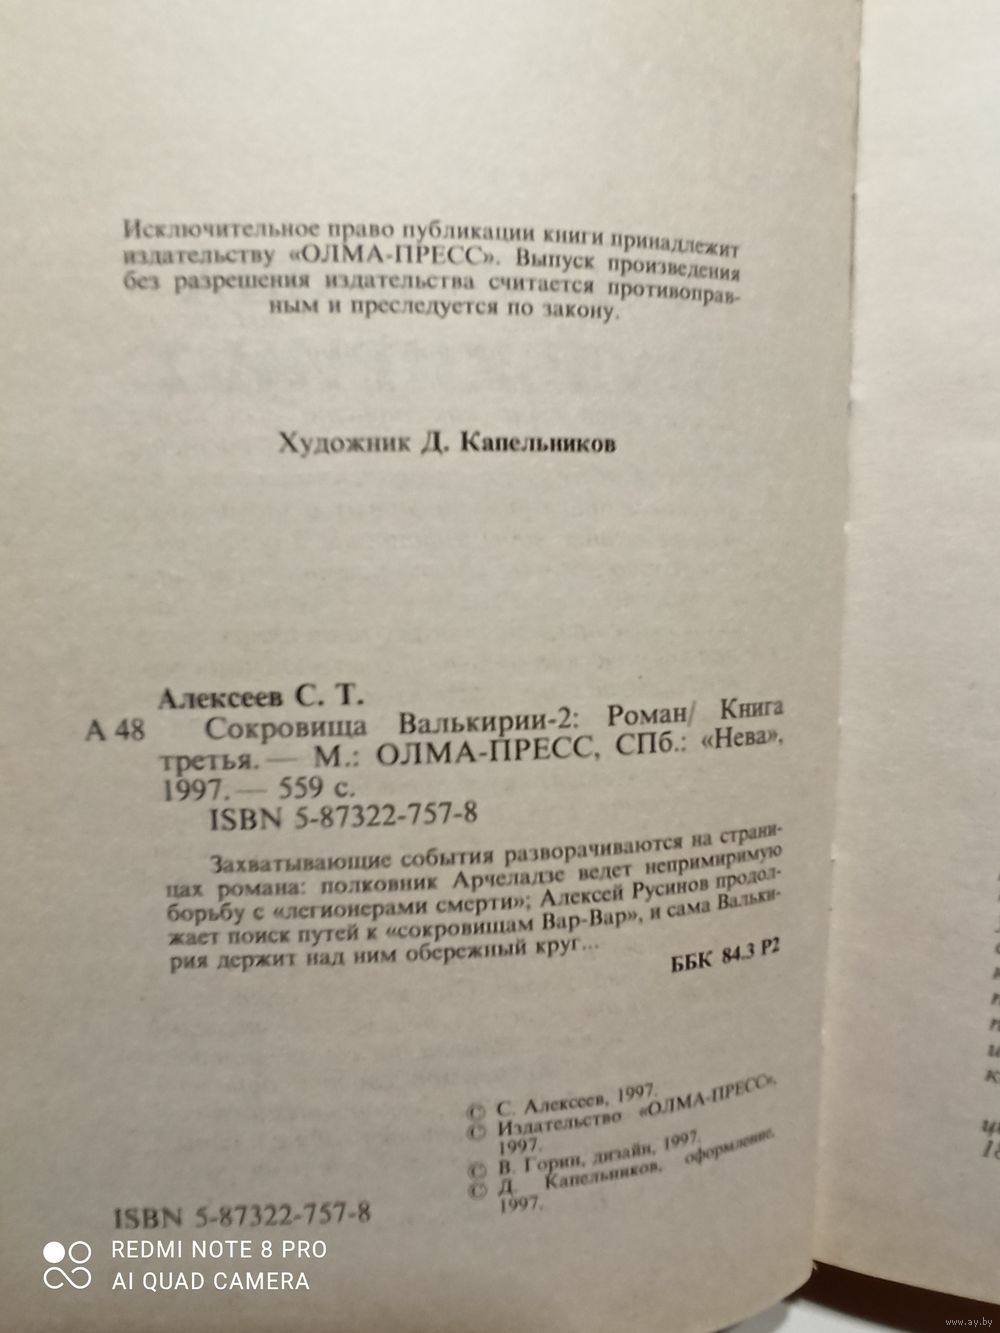 Исключительное право публикации книги принадлежит
издательству «ОЛМА-ПРЕСС». Выпуск произведения
без разрешения издательства считается противоправ-
ным и преследуется по закону.
Художник Д. Капельников
Алексеев С. Т.
А 48 Сокровища Валькирии-2: Роман/ Книга
третья. — М.: ОЛМА-ПРЕСС, СПб.: «Нева»,
1997. — 559 с.
ISBN 5-87322-757-8
Захватывающие события разворачиваются на страни-
цах романа: полковник Арчеладзе ведет непримиримую
борьбу с «легионерами смерти»; Алексей Русинов продол-
жает поиск путей к «сокровищам Вар-Вар», и сама Вальки-
рия держит над ним обережный круг...
ББК 84.3 Р2
© С. Алексеев, 1997.
© Издательство «ОЛМА-ПРЕСС»,
1997.
© В. Горин, дизайн, 1997.
© Д. Капельников, оформление,
1997.
ISBN 5-87322-757-8
REDMI NOTE 8 PRO
AI QUAD CAMERA
www.ay.by